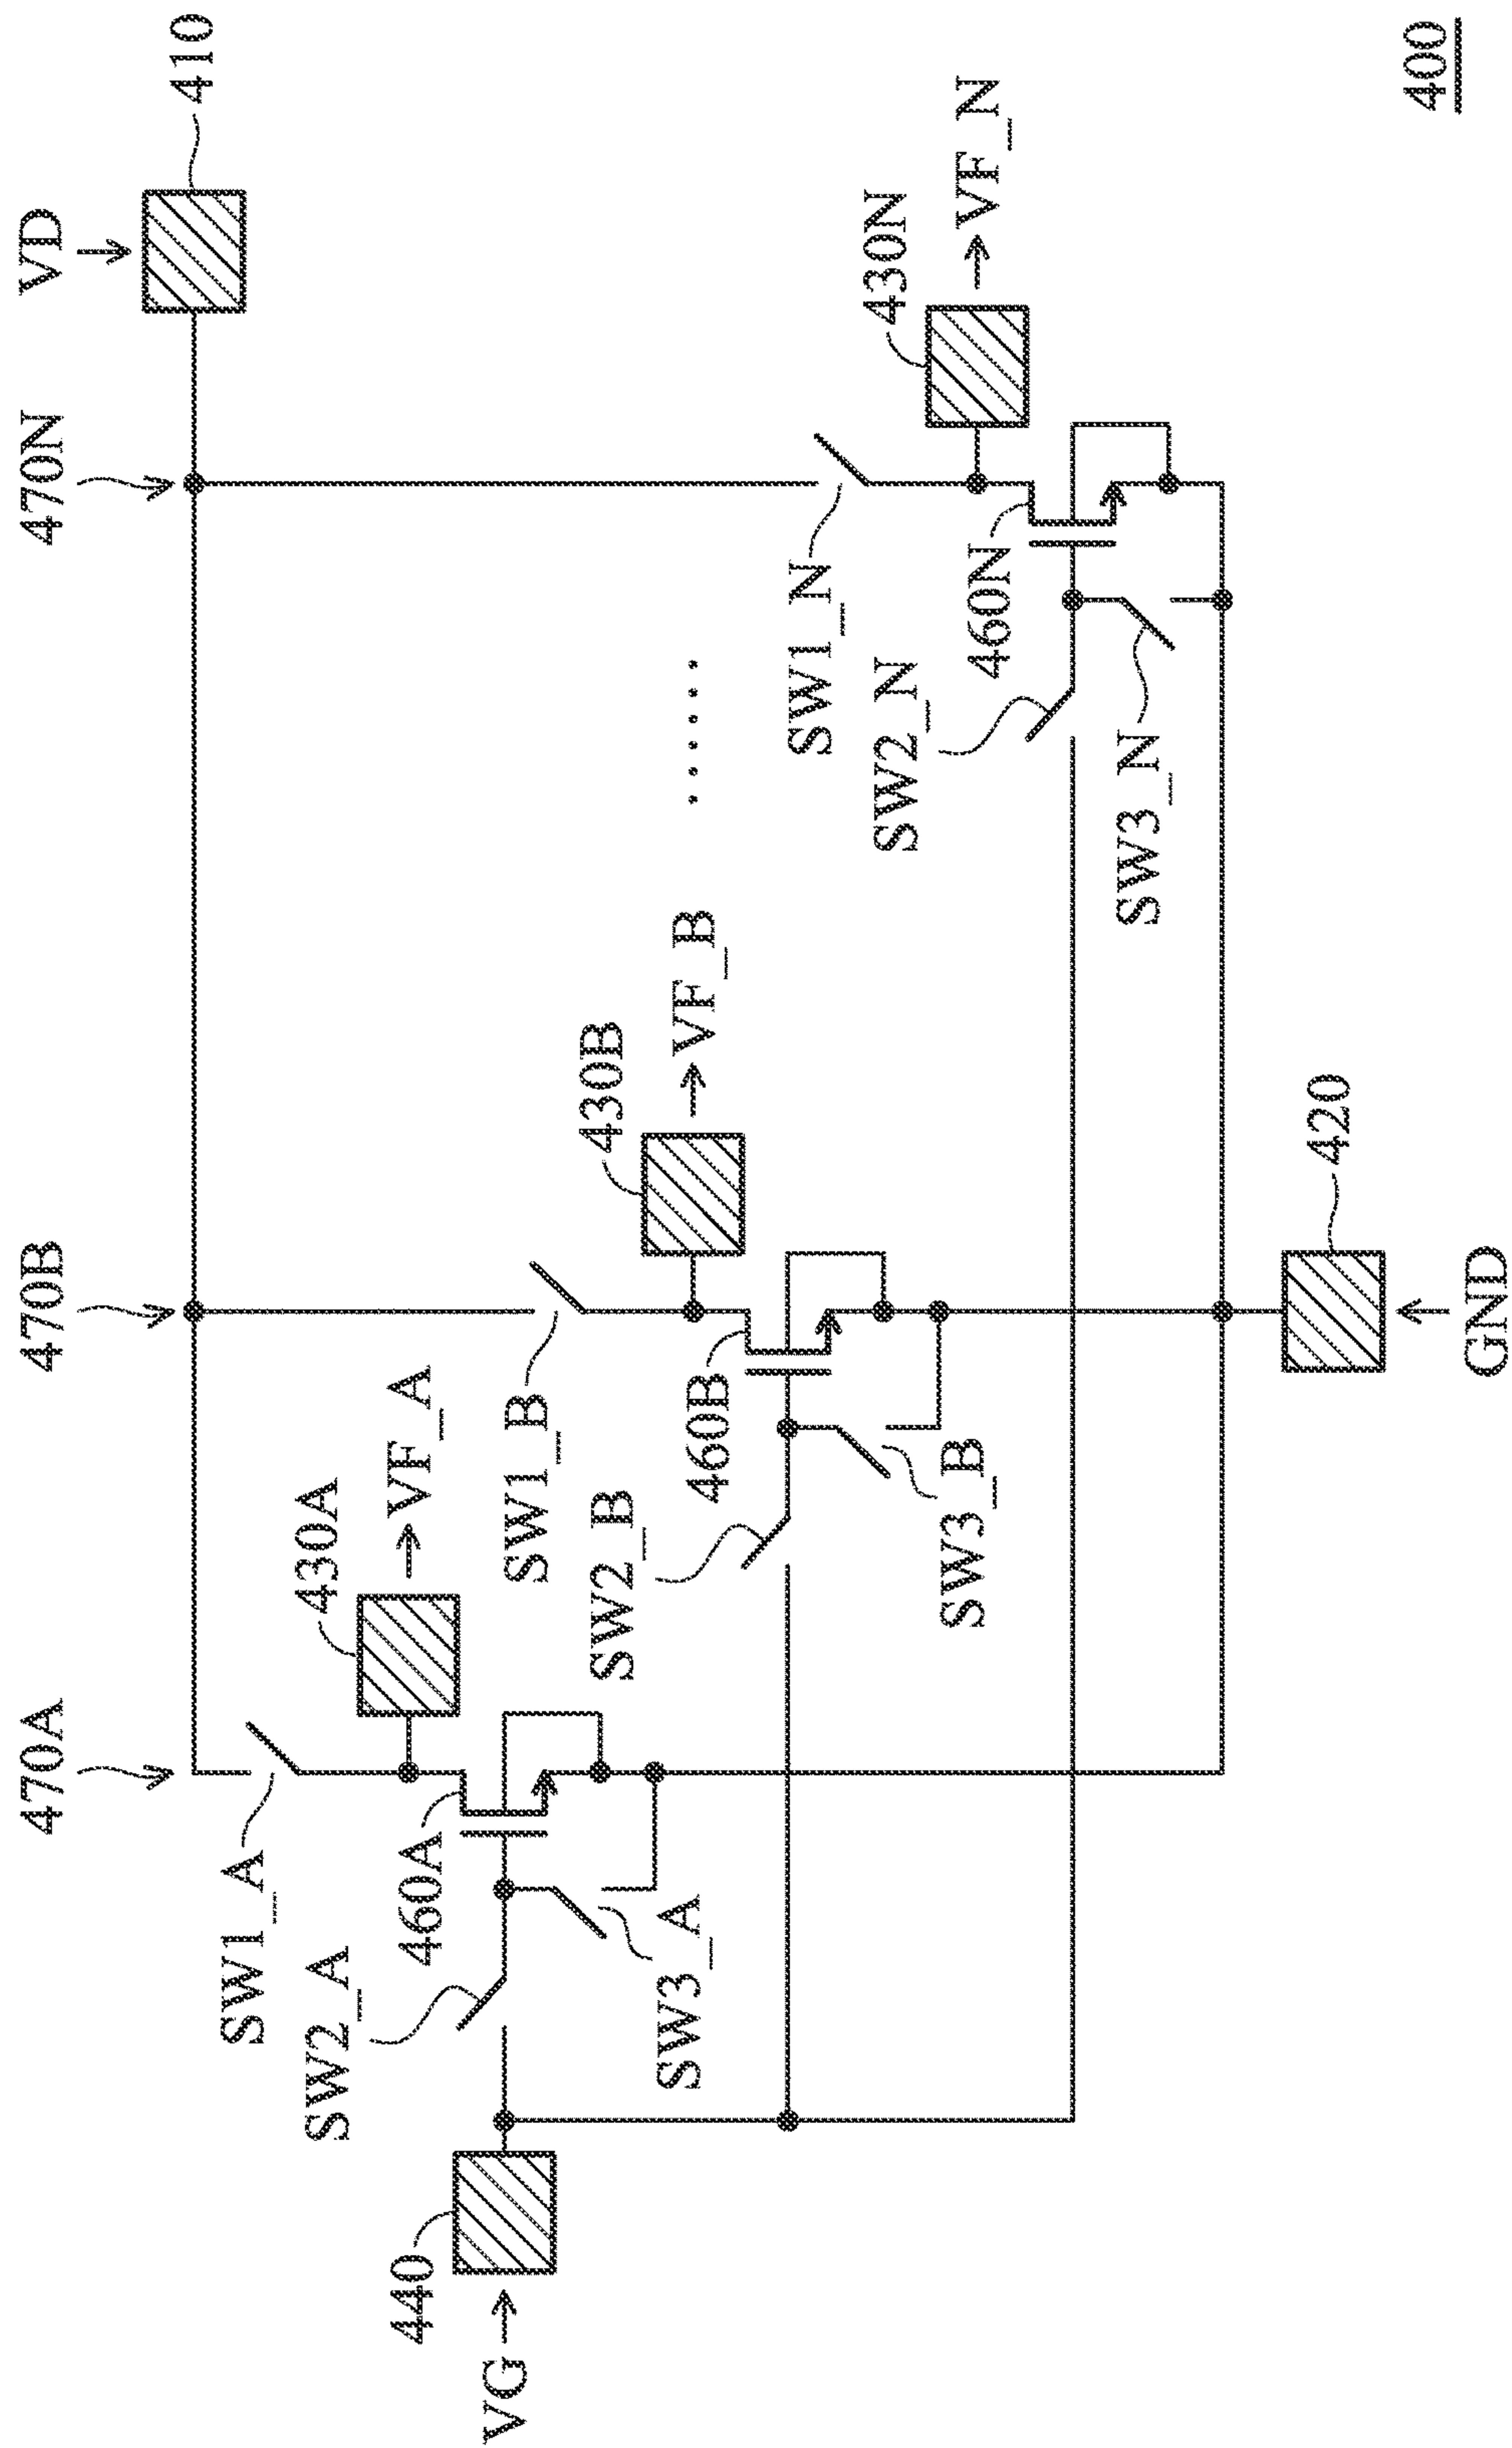 470A
470B
470N
VD
410
SW1_A
430A
VF_A
SW2_A
460A
440
VG
SW3_A
SW1_B
430B
VF_B
SW2_B
460B
SW3_B
SW1_N
430N
VF_N
SW2_N
460N
SW3_N
420
GND
400